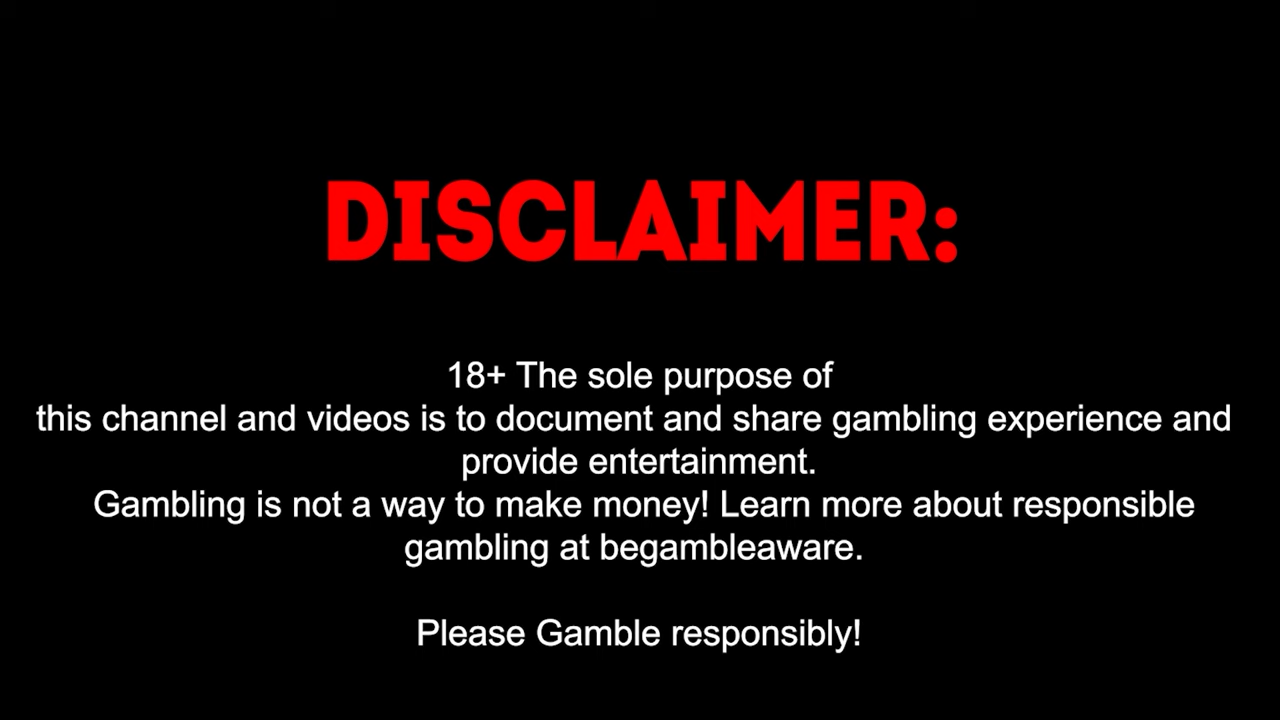 DISCLAIMER:
18+ The sole purpose of
this channel and videos is to document and share gambling experience and
provide entertainment.
Gambling is not a way to make money! Learn more about responsible
gambling at begambleaware.
Please Gamble responsibly!